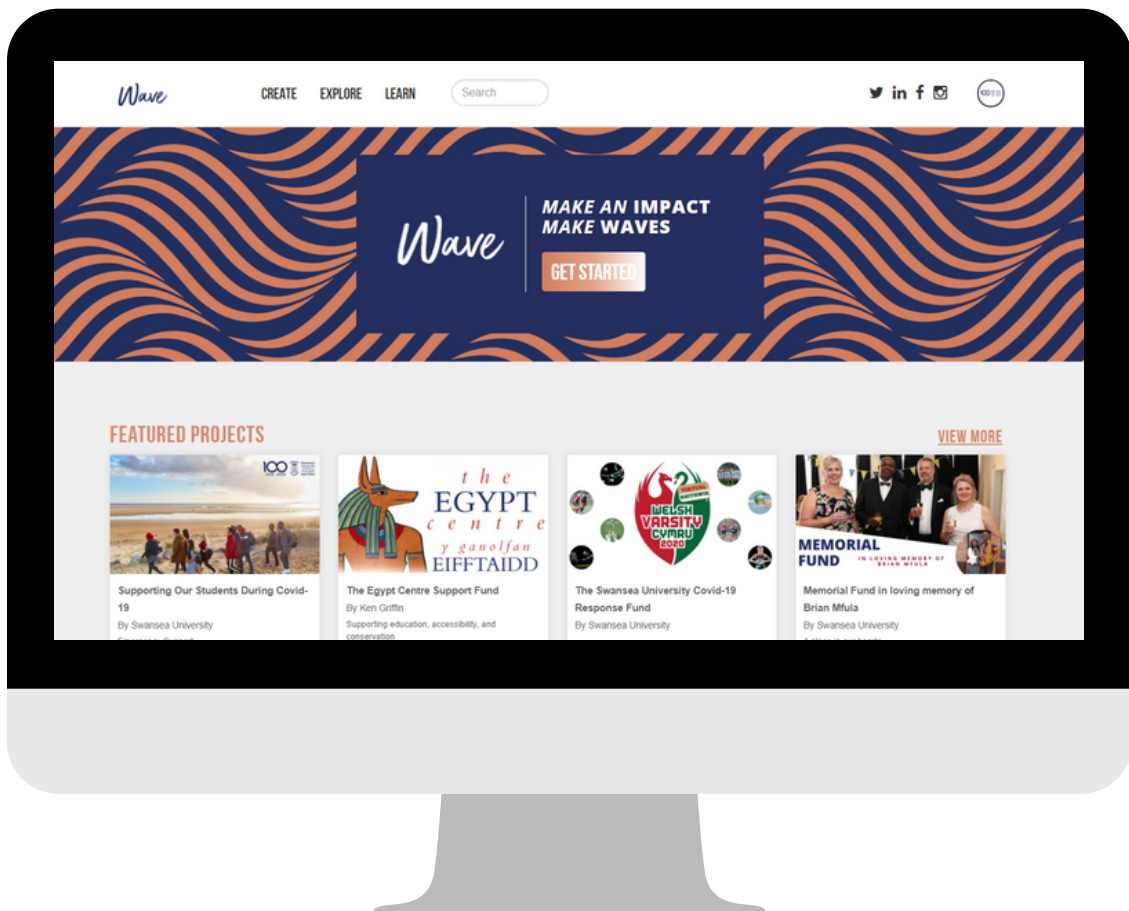 Wave
CREATE EXPLORE LEARN Search
Wave
MAKE AN IMPACT
MAKE WAVES
GET STARTED
FEATURED PROJECTS
VIEW MORE
100
the
EGYPT
centre
y ganolfan
EIFFTAIDD
VIRTUAL
WELSH
VARSITY
CYMRU
2020
MEMORIAL
FUND
IN LOVING MEMORY OF
BRIAN MFULA
Supporting Our Students During Covid-
19
By Swansea University
The Egypt Centre Support Fund
By Ken Griffin
Supporting education, accessibility, and
conservation
The Swansea University Covid-19
Response Fund
By Swansea University
Memorial Fund in loving memory of
Brian Mfula
By Swansea University